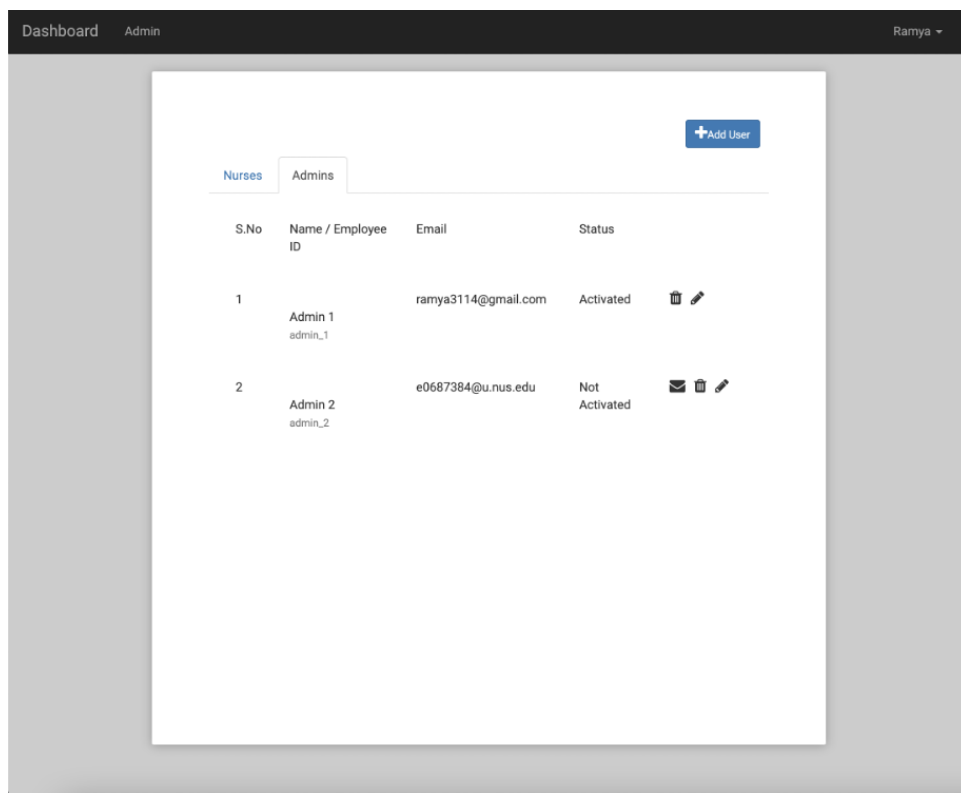 Dashboard Admin Ramya
Add User
Nurses Admins
S.No Name / Employee Email Status
ID
1 ramya3114@gmail.com Activated
Admin 1
admin_1
2 e0687384@u.nus.edu Not
Admin 2 Activated
admin_2